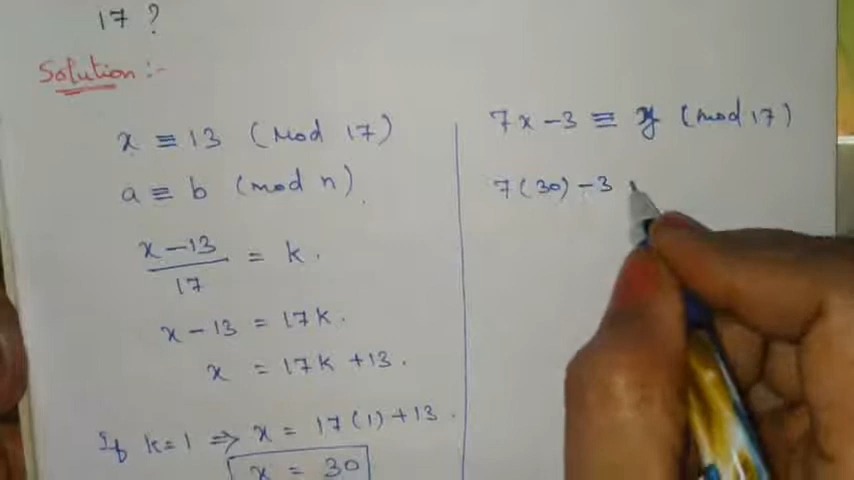 17 ?
Solution :-
x ≡ 13 (Mod 17)
a ≡ b (mod n).
x - 13 / 17 = k.
x - 13 = 17k.
x = 17k + 13.
If k=1 ⇒ x = 17(1) + 13.
x = 30
7x - 3 ≡ y (mod 17)
7(30) - 3